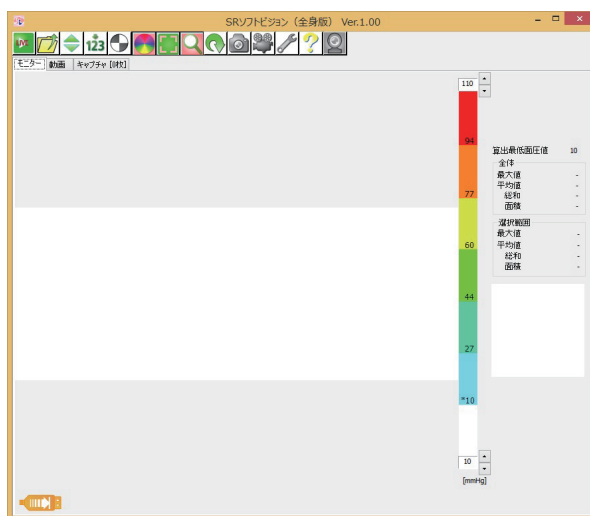 SRソフトビジョン（全身版） Ver.1.00
LIVE
123
モニター 動画 キャプチャ [0枚]
110
94
77
60
44
27
*10
10
[mmHg]
算出最低面圧値 10
全体
最大値 -
平均値 -
総和 -
面積 -
選択範囲
最大値 -
平均値 -
総和 -
面積 -